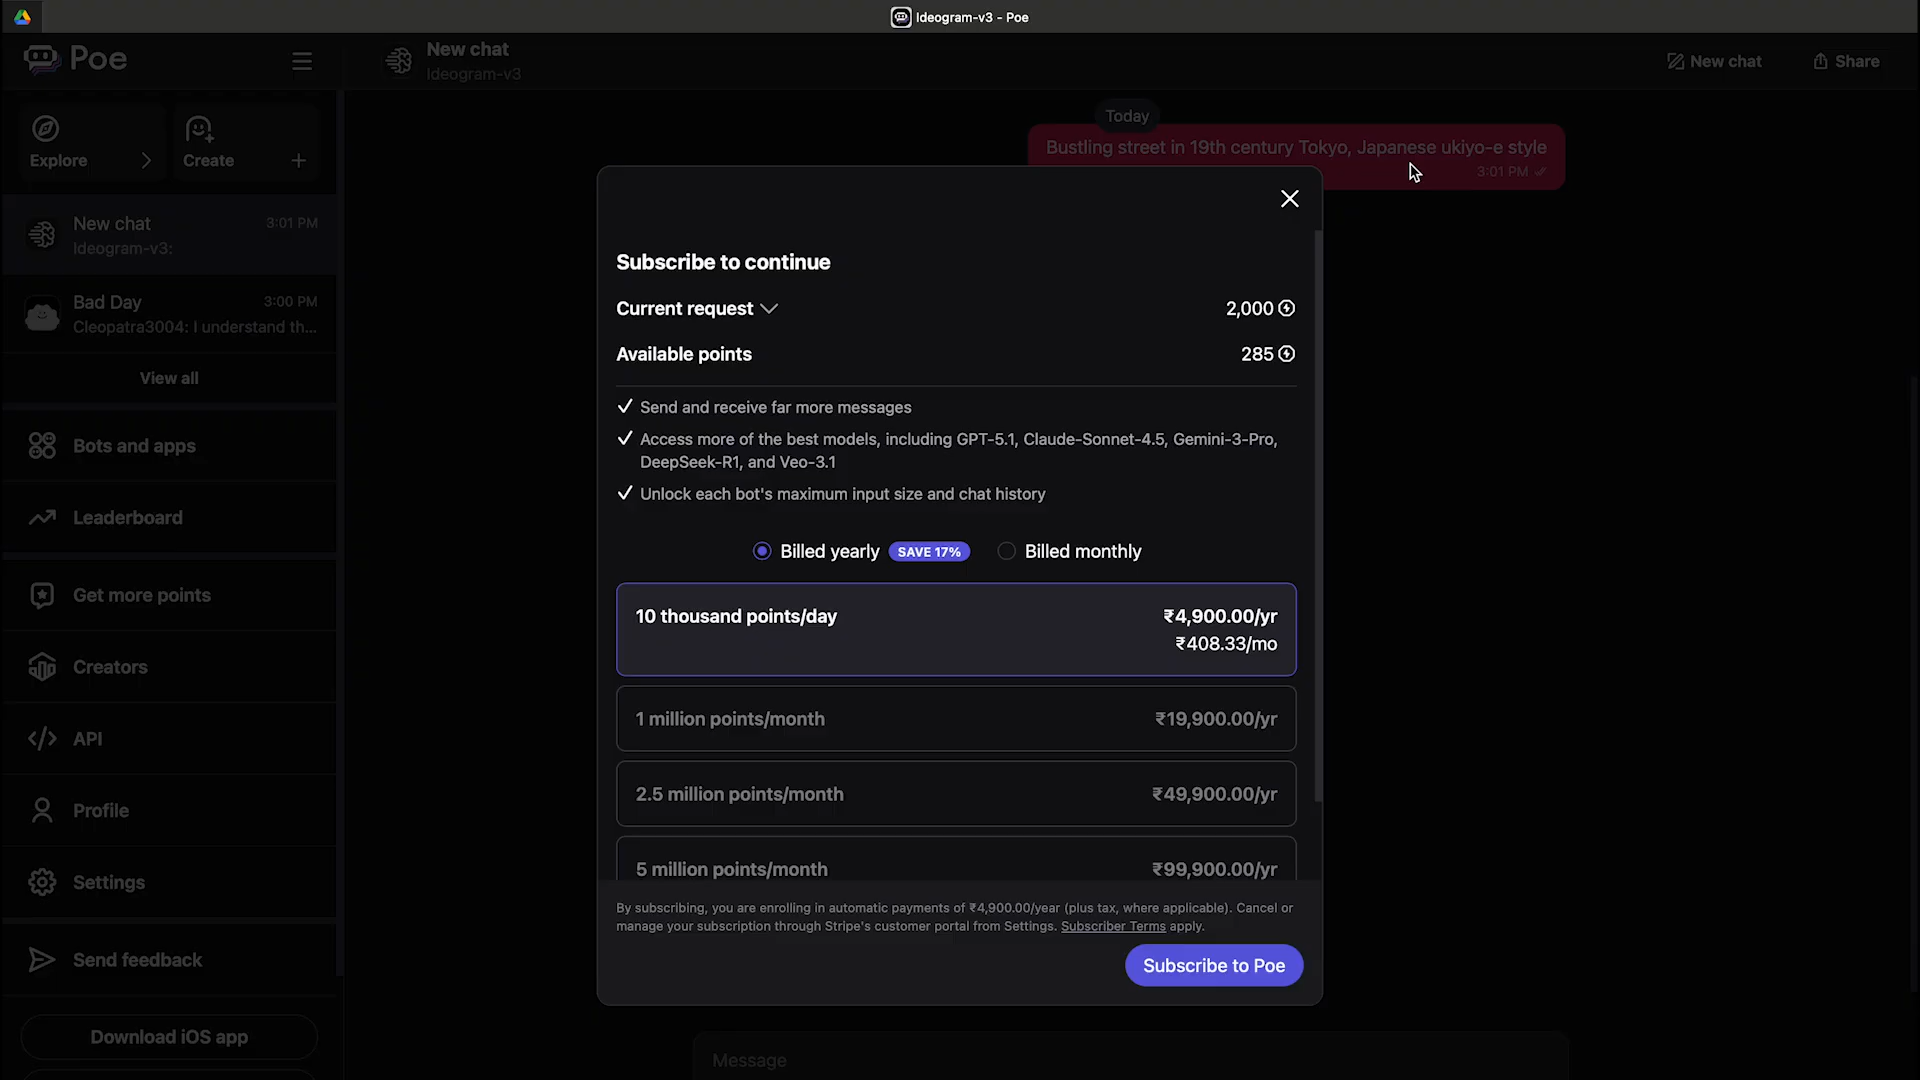 Ideogram-v3 - Poe
Poe
New chat
Ideogram-v3
New chat
Share
Explore
Create
New chat
3:01 PM
Ideogram-v3:
Bad Day
3:00 PM
Cleopatra3004: I understand th...
View all
Bots and apps
Leaderboard
Get more points
Creators
API
Profile
Settings
Send feedback
Download iOS app
Today
Bustling street in 19th century Tokyo, Japanese ukiyo-e style
3:01 PM
Subscribe to continue
Current request
2,000
Available points
285
Send and receive far more messages
Access more of the best models, including GPT-5.1, Claude-Sonnet-4.5, Gemini-3-Pro,
DeepSeek-R1, and Veo-3.1
Unlock each bot's maximum input size and chat history
Billed yearly
SAVE 17%
Billed monthly
10 thousand points/day
₹4,900.00/yr
₹408.33/mo
1 million points/month
₹19,900.00/yr
2.5 million points/month
₹49,900.00/yr
5 million points/month
₹99,900.00/yr
By subscribing, you are enrolling in automatic payments of ₹4,900.00/year (plus tax, where applicable). Cancel or
manage your subscription through Stripe's customer portal from Settings. Subscriber Terms apply.
Subscribe to Poe
Message